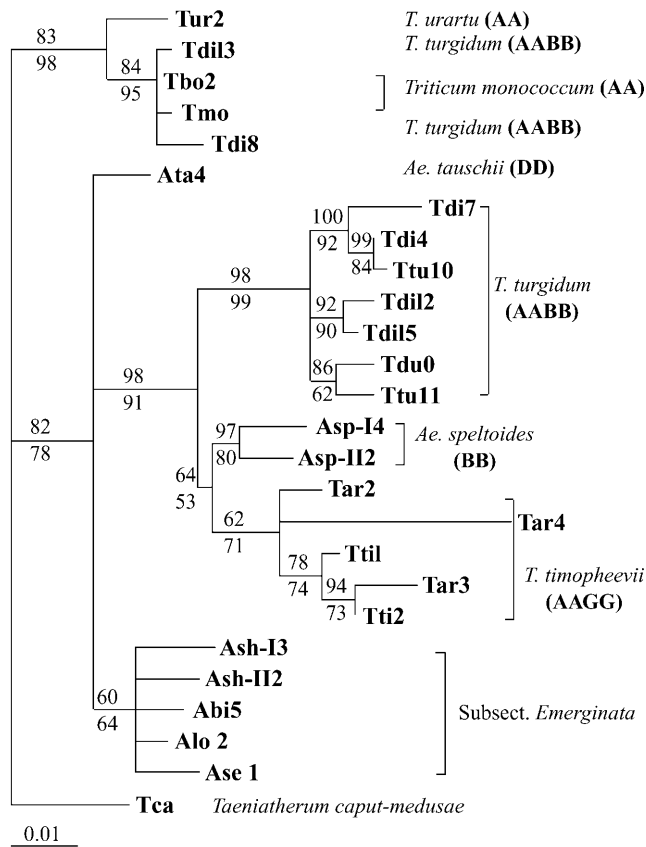 Tur2 T. urartu (AA)
83
98
Tdil3 T. turgidum (AABB)
84
95
Tbo2 Triticum monococcum (AA)
Tmo
Tdi8 T. turgidum (AABB)
Ata4 Ae. tauschii (DD)
Tdi7
100
92
99
84
Tdi4
Ttu10
98
99
T. turgidum
(AABB)
92
90
Tdil2
Tdil5
86
62
Tdu0
Ttu11
98
91
97
80
Asp-I4
Asp-II2
Ae. speltoides
(BB)
82
78
64
53
Tar2
62
71
Tar4
Ttil
78
74
94
73
Tar3
Tti2
T. timopheevii
(AAGG)
Ash-I3
Ash-II2
60
64
Abi5
Alo 2
Ase 1
Subsect. Emerginata
Tca Taeniatherum caput-medusae
0.01